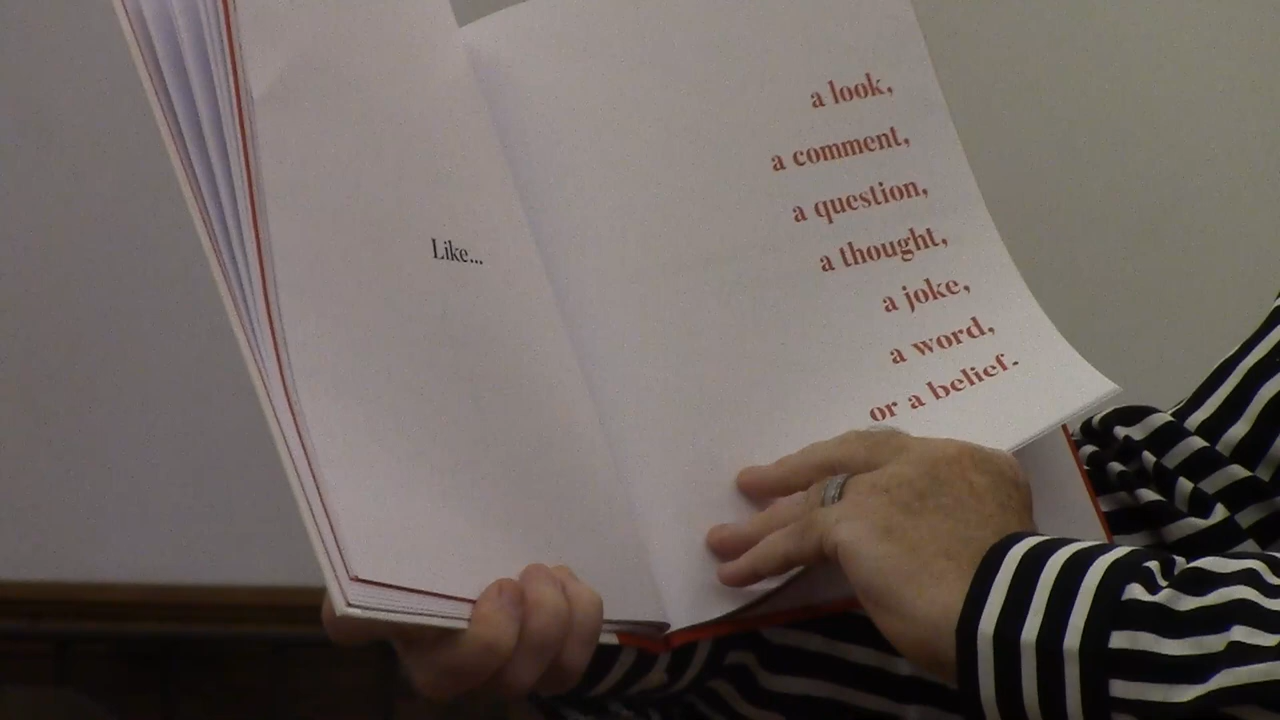 Like...
a look,
a comment,
a question,
a thought,
a joke,
a word,
or a belief.